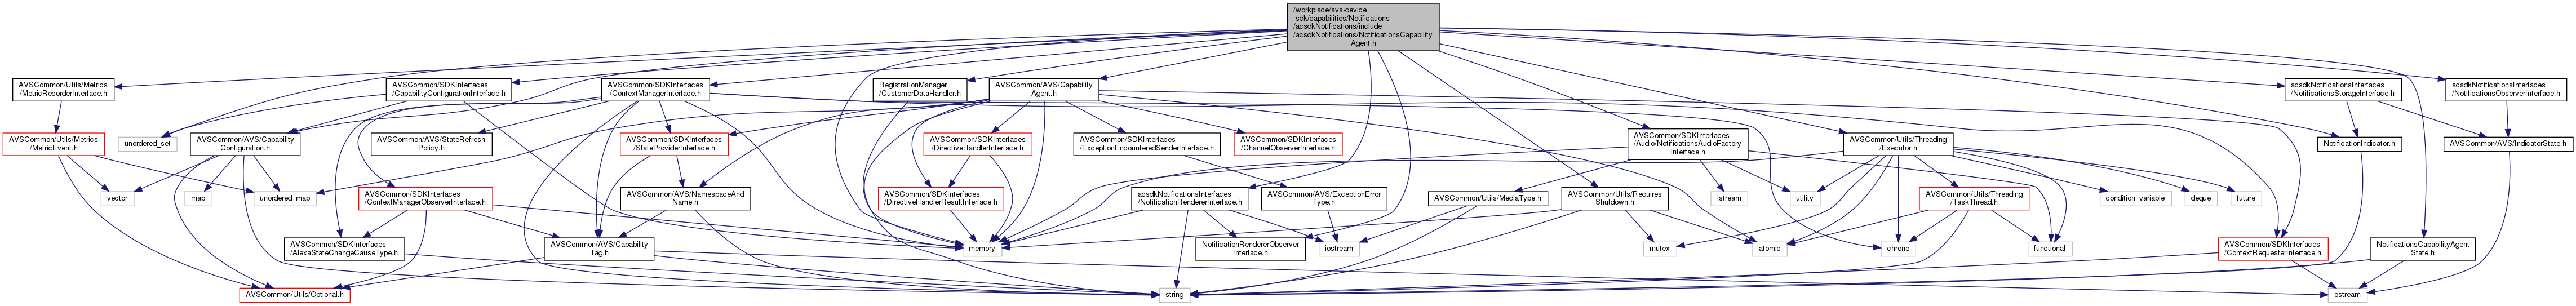 /workplace/avs-device
-sdk/capabilities/Notifications
/acsdkNotifications/include
/acsdkNotifications/NotificationsCapability
Agent.h
AVSCommon/Utils/Metrics
/MetricRecorderInterface.h
AVSCommon/SDKInterfaces
/CapabilityConfigurationInterface.h
AVSCommon/SDKInterfaces
/ContextManagerInterface.h
RegistrationManager
/CustomerDataHandler.h
AVSCommon/AVS/Capability
Agent.h
acsdkNotificationsInterfaces
/NotificationsStorageInterface.h
acsdkNotificationsInterfaces
/NotificationsObserverInterface.h
AVSCommon/Utils/Metrics
/MetricEvent.h
unordered_set
AVSCommon/AVS/Capability
Configuration.h
AVSCommon/AVS/StateRefresh
Policy.h
AVSCommon/SDKInterfaces
/StateProviderInterface.h
AVSCommon/SDKInterfaces
/DirectiveHandlerInterface.h
AVSCommon/SDKInterfaces
/ExceptionEncounteredSenderInterface.h
AVSCommon/SDKInterfaces
/ChannelObserverInterface.h
AVSCommon/SDKInterfaces
/Audio/NotificationsAudioFactory
Interface.h
AVSCommon/Utils/Threading
/Executor.h
NotificationIndicator.h
AVSCommon/AVS/IndicatorState.h
vector
map
unordered_map
AVSCommon/SDKInterfaces
/ContextManagerObserverInterface.h
AVSCommon/AVS/NamespaceAnd
Name.h
AVSCommon/SDKInterfaces
/DirectiveHandlerResultInterface.h
acsdkNotificationsInterfaces
/NotificationRendererInterface.h
AVSCommon/AVS/ExceptionError
Type.h
AVSCommon/Utils/MediaType.h
AVSCommon/Utils/Requires
Shutdown.h
istream
utility
AVSCommon/Utils/Threading
/TaskThread.h
condition_variable
deque
future
AVSCommon/SDKInterfaces
/AlexaStateChangeCauseType.h
AVSCommon/AVS/Capability
Tag.h
memory
NotificationRendererObserver
Interface.h
iostream
mutex
atomic
chrono
functional
AVSCommon/SDKInterfaces
/ContextRequesterInterface.h
NotificationsCapabilityAgent
State.h
AVSCommon/Utils/Optional.h
string
ostream